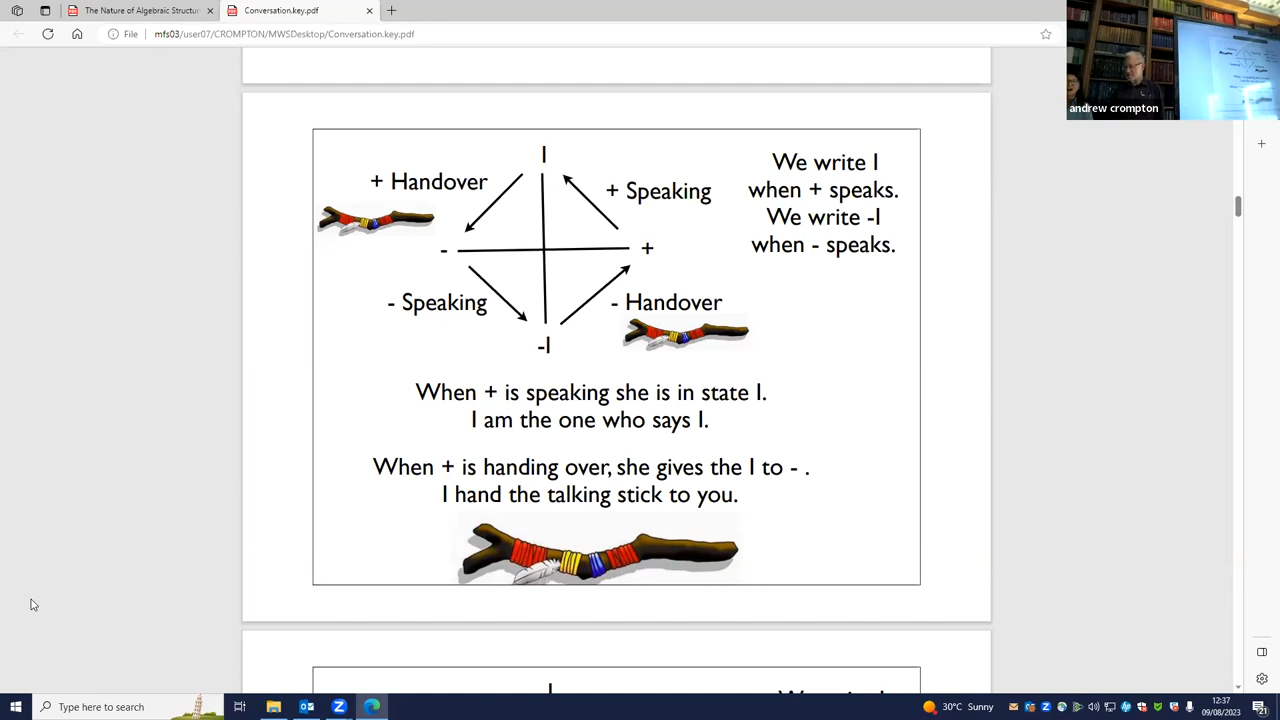 The Nature of Algebraic Structur
Conversation.key.pdf
File
mfs03/user07/CROMPTON/MWSDesktop/Conversation.key.pdf
andrew crompton
I
+ Handover
+ Speaking
We write I
when + speaks.
We write -I
when - speaks.
-
+
- Speaking
- Handover
-I
When + is speaking she is in state I.
I am the one who says I.
When + is handing over, she gives the I to - .
I hand the talking stick to you.
I
Type here to search
30°C Sunny
12:37
09/08/2023
21